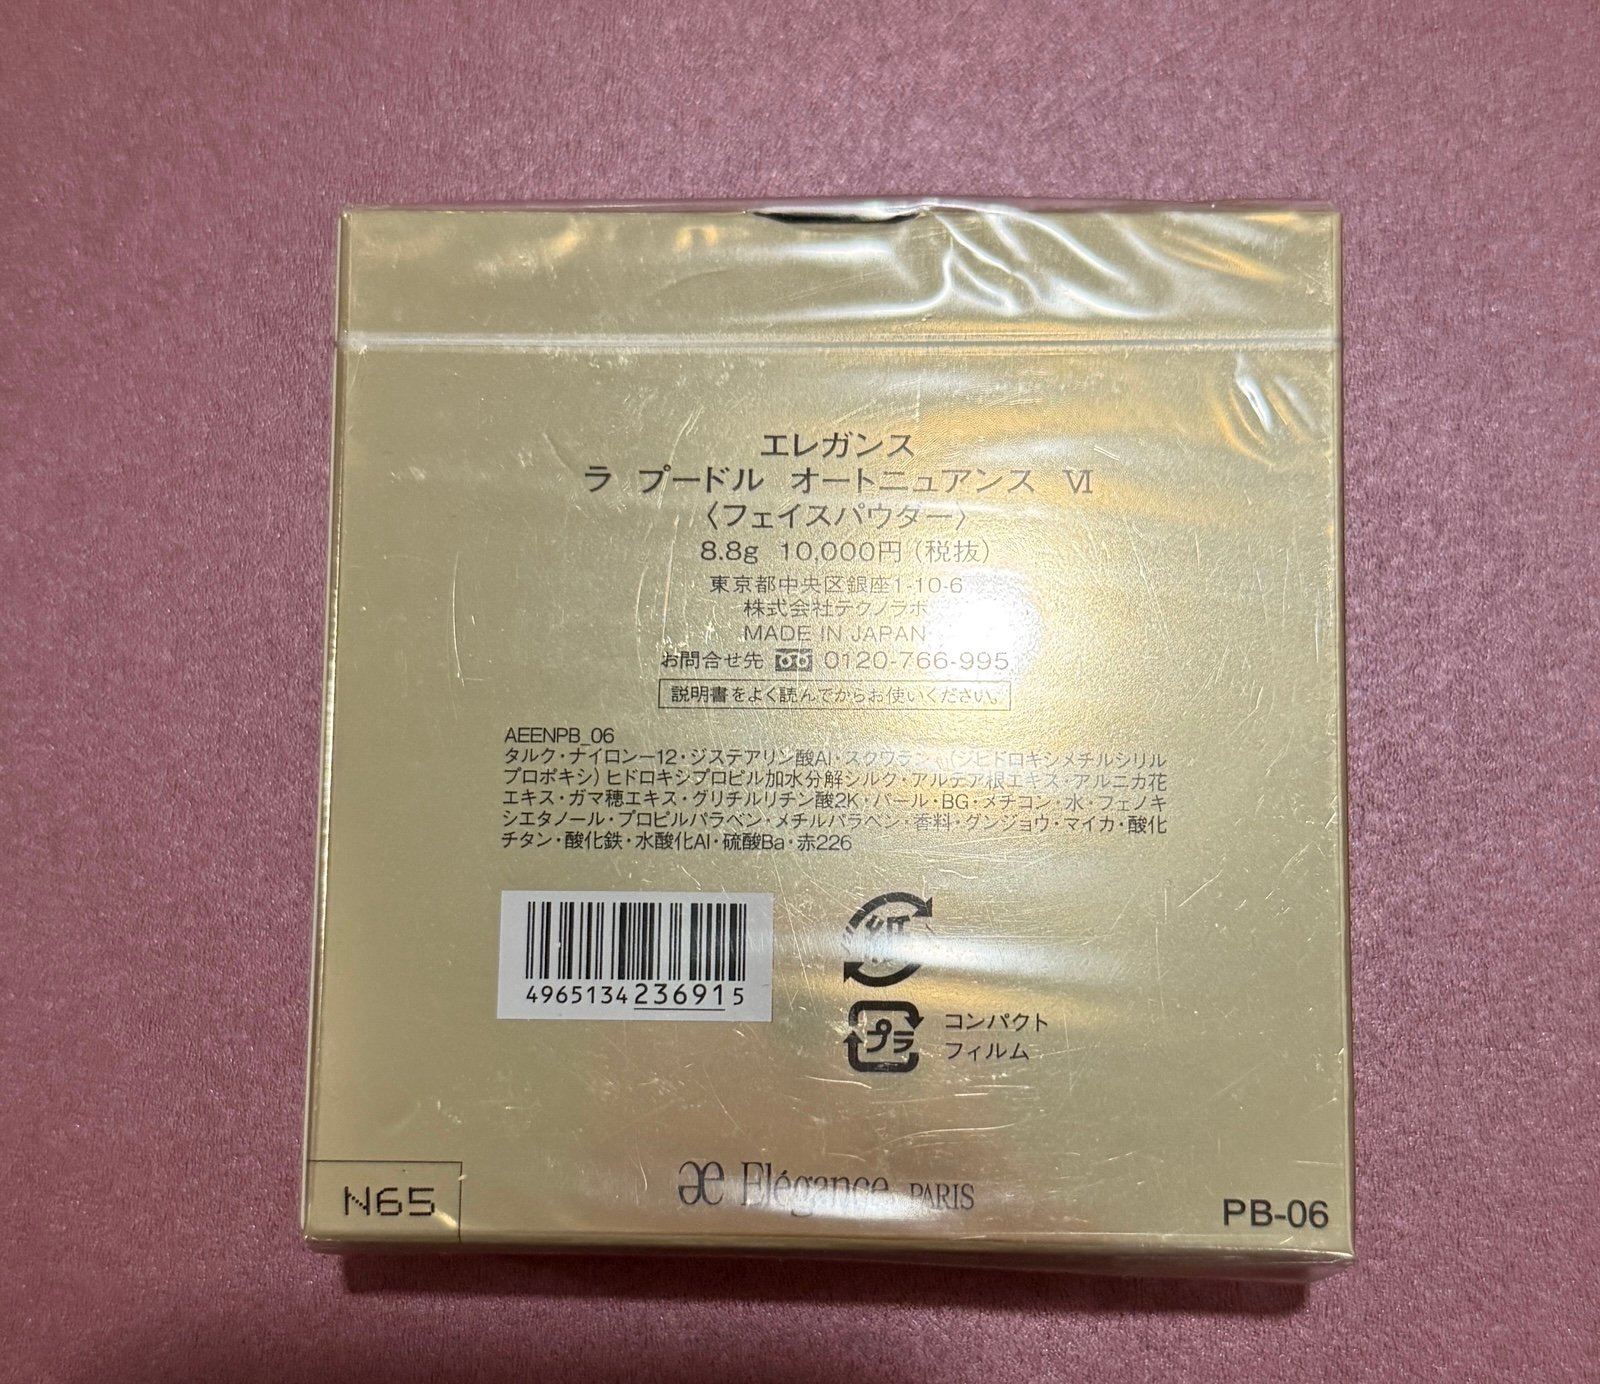 エレガンス
ラ プードル オートニュアンス Ⅵ
〈フェイスパウダー〉
8.8g 10,000円(税抜)
東京都中央区銀座1-10-6
株式会社テクノラボ
MADE IN JAPAN
お問合せ先 0120-766-995
説明書をよく読んでからお使いください。
AEENPB_06
タルク・ナイロン-12・ジステアリン酸Al・スクワラン・(ジヒドロキシメチルシリル
プロポキシ)ヒドロキシプロピル加水分解シルク・アルテア根エキス・アルニカ花
エキス・ガマ穂エキス・グリチルリチン酸2K・パール・BG・メチコン・水・フェノキ
シエタノール・プロピルパラベン・メチルパラベン・香料・グンジョウ・マイカ・酸化
チタン・酸化鉄・水酸化Al・硫酸Ba・赤226
4965134236915
紙
プラ
コンパクト
フィルム
N65
æ Elégance PARIS
PB-06